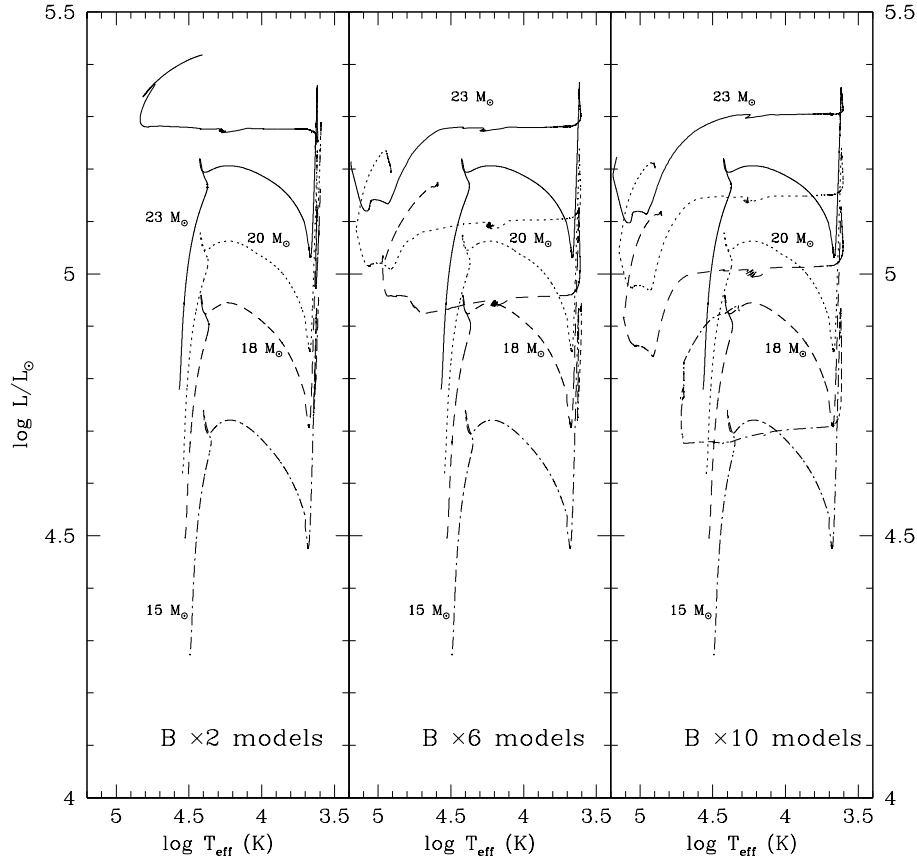 5.5
5
4.5
4
log L/L⊙
23 M⊙
20 M⊙
18 M⊙
15 M⊙
B ×2 models
5
4.5
4
3.5
log Teff (K)
23 M⊙
20 M⊙
18 M⊙
15 M⊙
B ×6 models
5
4.5
4
3.5
log Teff (K)
23 M⊙
20 M⊙
18 M⊙
15 M⊙
B ×10 models
5
4.5
4
3.5
log Teff (K)
5.5
5
4.5
4